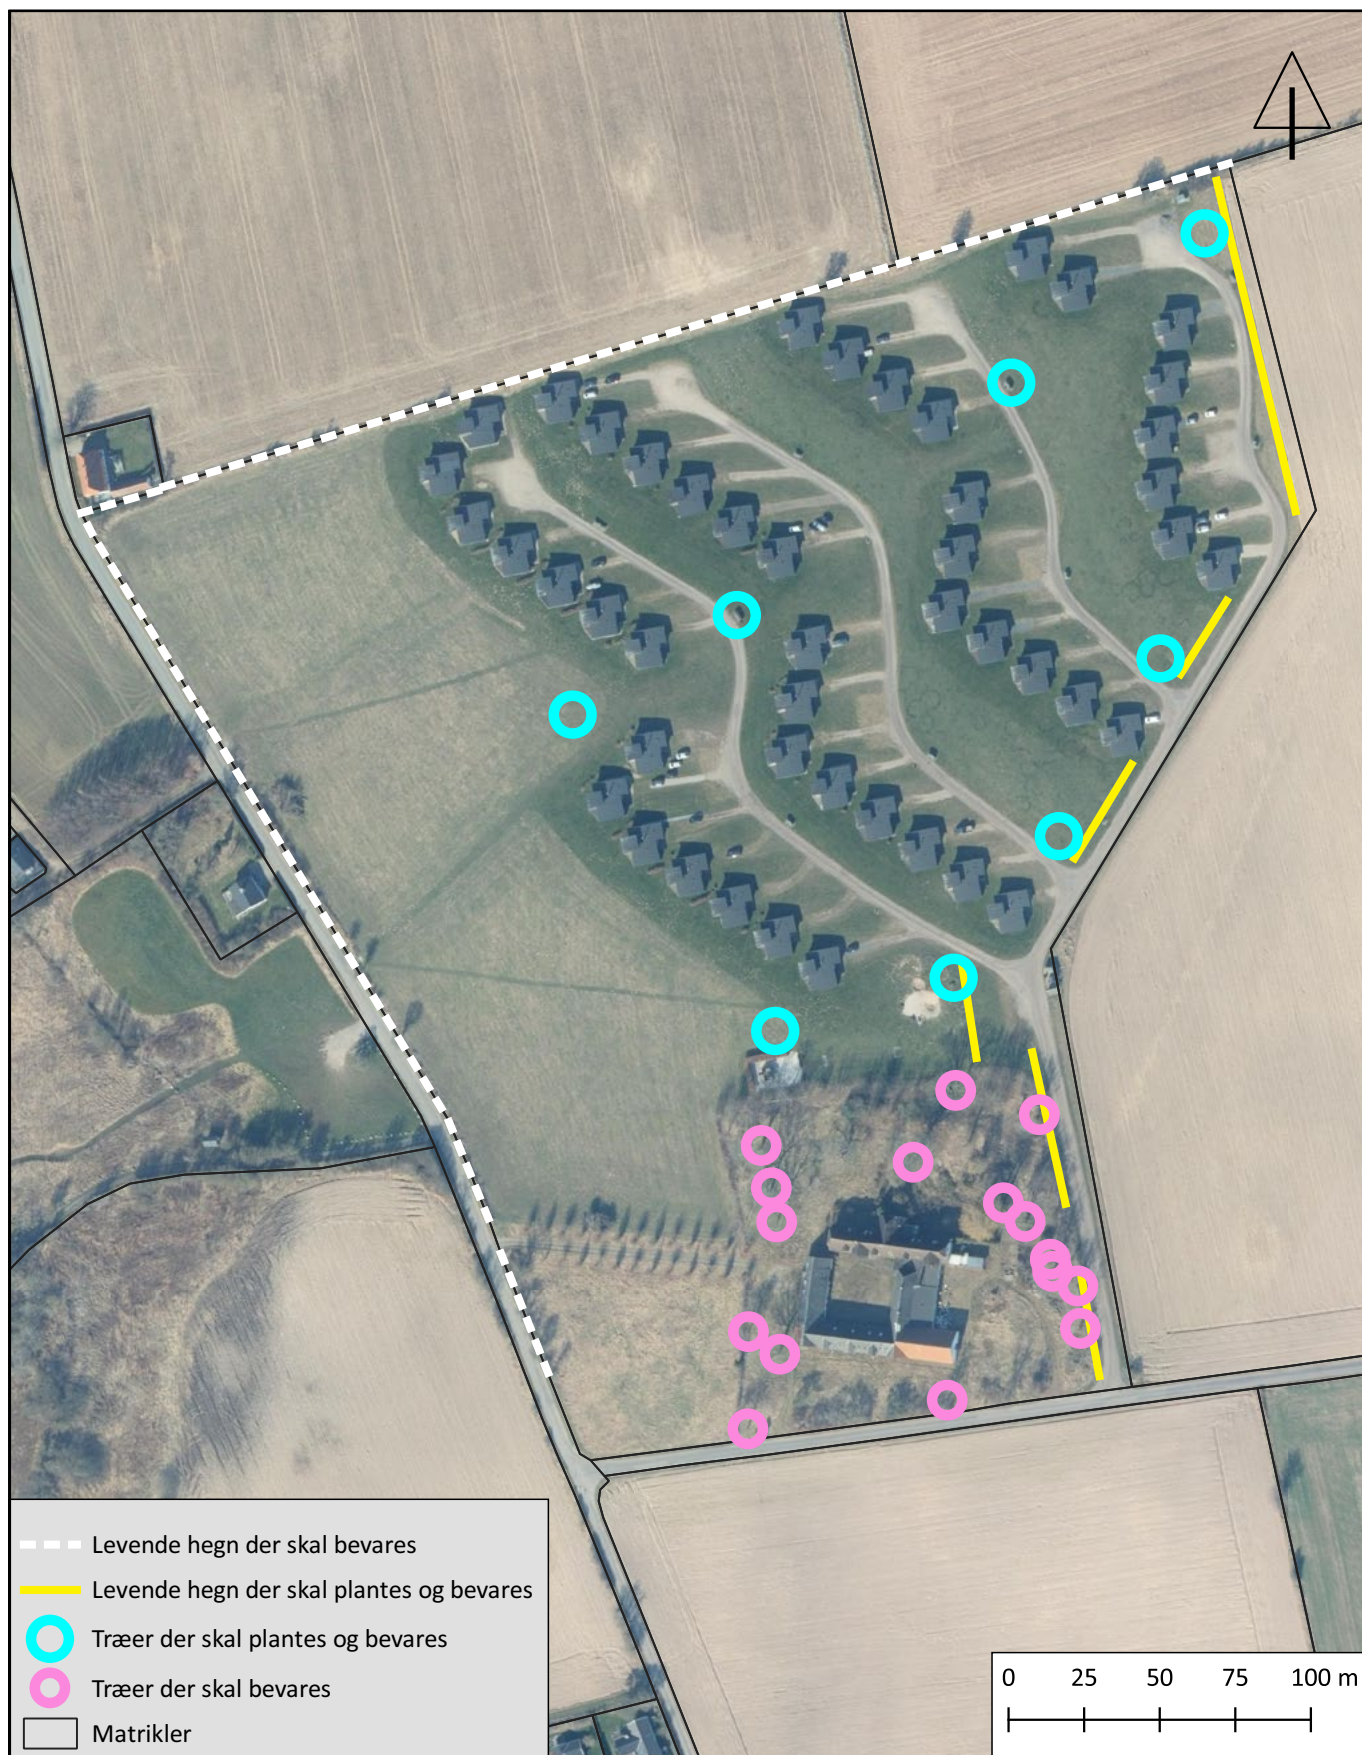 Levende hegn der skal bevares
Levende hegn der skal plantes og bevares
Træer der skal plantes og bevares
Træer der skal bevares
Matrikler
0 25 50 75 100 m